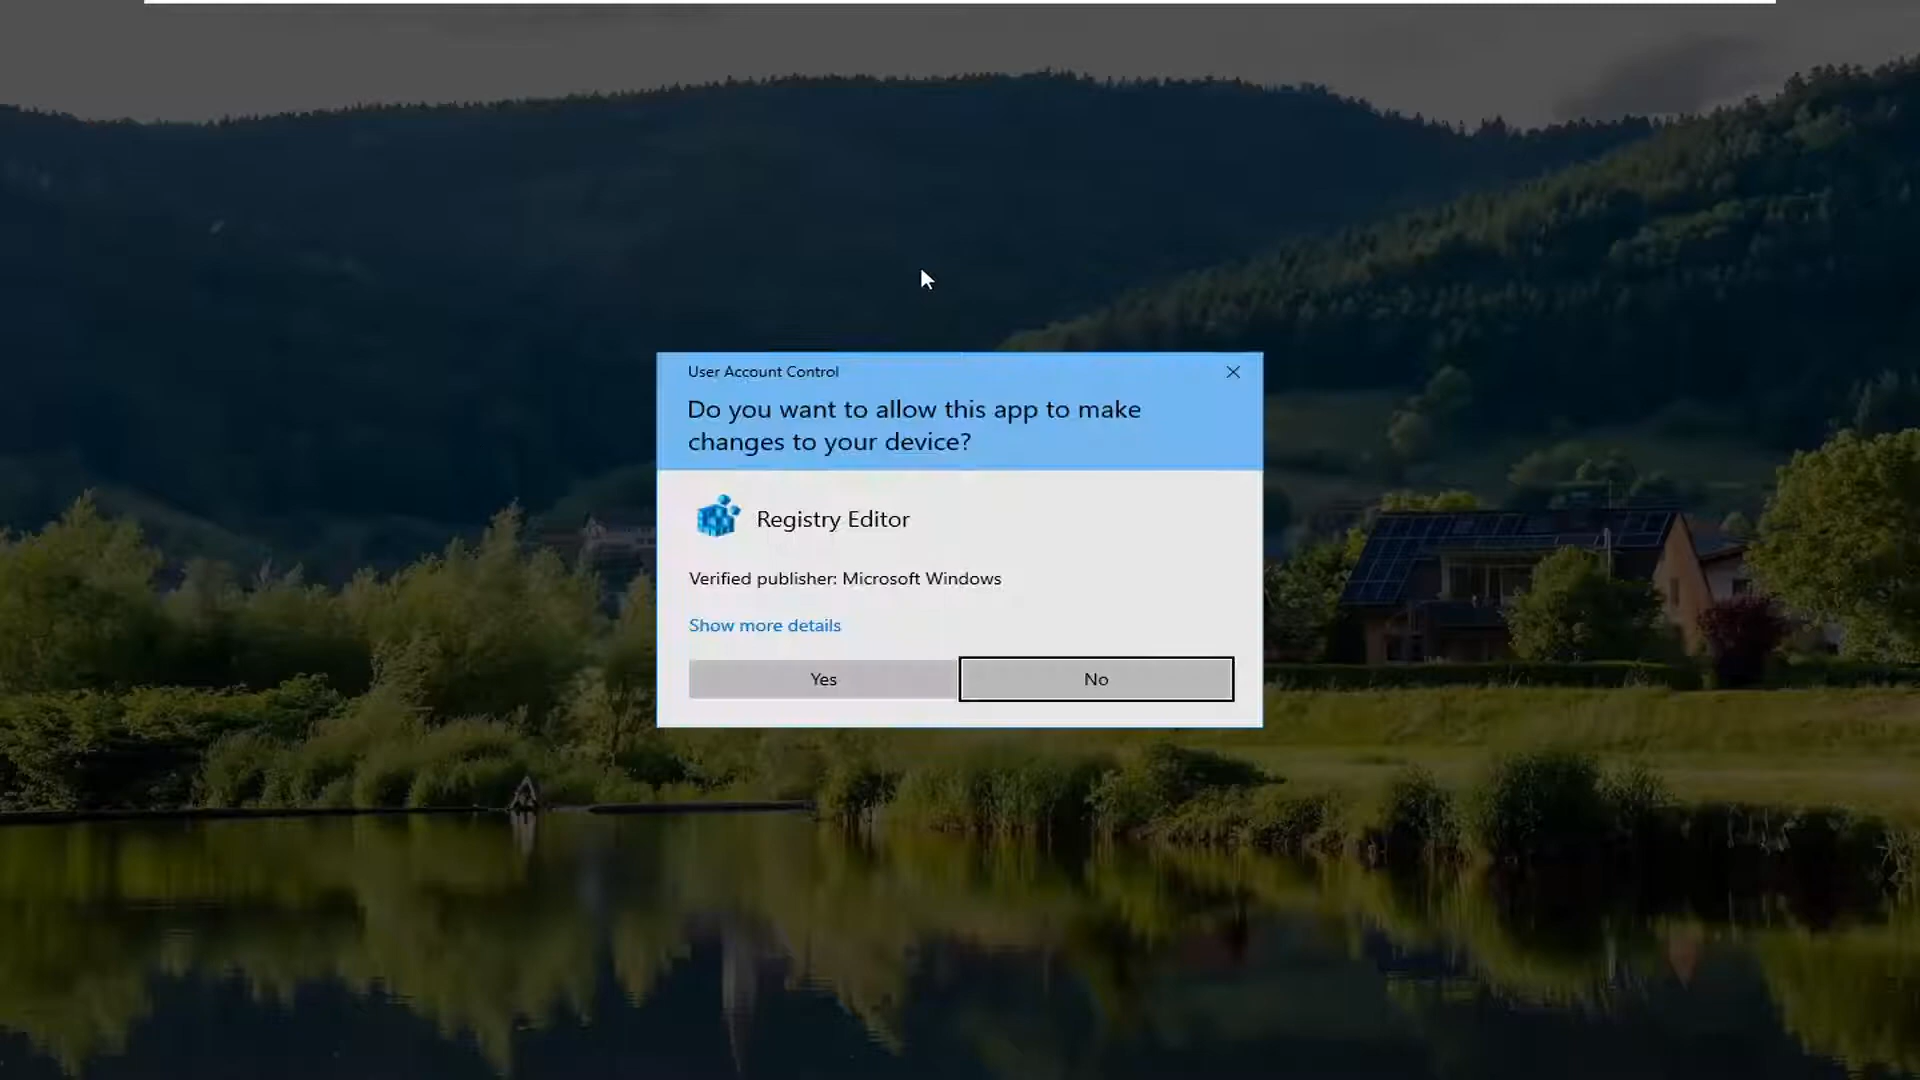 User Account Control
Do you want to allow this app to make
changes to your device?
Registry Editor
Verified publisher: Microsoft Windows
Show more details
Yes
No